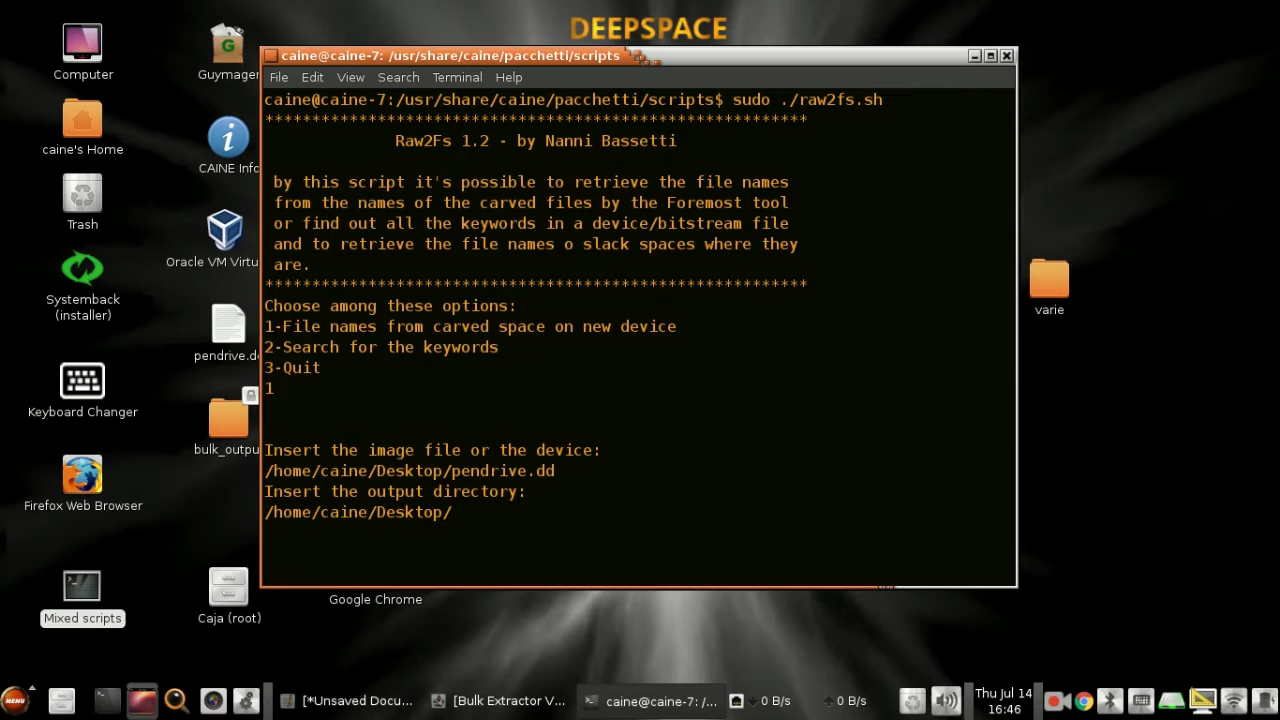 DEEPSPACE
Computer
Guymager
caine's Home
CAINE Info
Trash
Oracle VM Virtu
Systemback
(installer)
pendrive.d
Keyboard Changer
bulk_outpu
Firefox Web Browser
Mixed scripts
Caja (root)
Google Chrome
varie
caine@caine-7: /usr/share/caine/pacchetti/scripts
File Edit View Search Terminal Help
caine@caine-7:/usr/share/caine/pacchetti/scripts$ sudo ./raw2fs.sh
**********************************************************
Raw2Fs 1.2 - by Nanni Bassetti
by this script it's possible to retrieve the file names
from the names of the carved files by the Foremost tool
or find out all the keywords in a device/bitstream file
and to retrieve the file names o slack spaces where they
are.
**********************************************************
Choose among these options:
1-File names from carved space on new device
2-Search for the keywords
3-Quit
1
Insert the image file or the device:
/home/caine/Desktop/pendrive.dd
Insert the output directory:
/home/caine/Desktop/
MENU
[*Unsaved Docu...
[Bulk Extractor V...
caine@caine-7: /...
0 B/s
0 B/s
Thu Jul 14
16:46